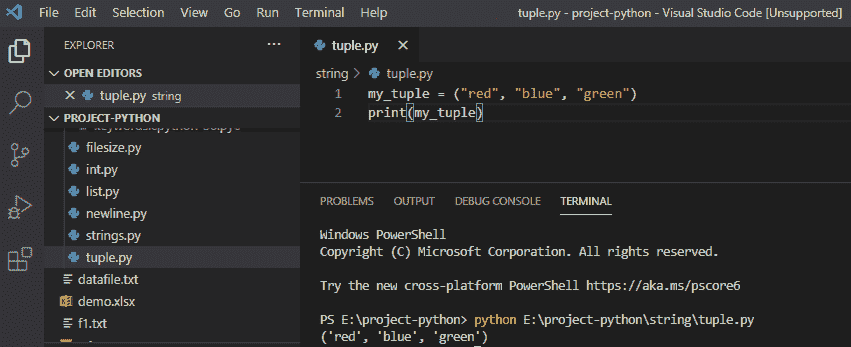 File Edit Selection View Go Run Terminal Help tuple.py - project-python - Visual Studio Code [Unsupported]
EXPLORER
OPEN EDITORS
tuple.py string
PROJECT-PYTHON
filesize.py
int.py
list.py
newline.py
strings.py
tuple.py
datafile.txt
demo.xlsx
f1.txt
tuple.py
string > tuple.py
1 my_tuple = ("red", "blue", "green")
2 print(my_tuple)
PROBLEMS OUTPUT DEBUG CONSOLE TERMINAL
Windows PowerShell
Copyright (C) Microsoft Corporation. All rights reserved.
Try the new cross-platform PowerShell https://aka.ms/pscore6
PS E:\project-python> python E:\project-python\string\tuple.py
('red', 'blue', 'green')